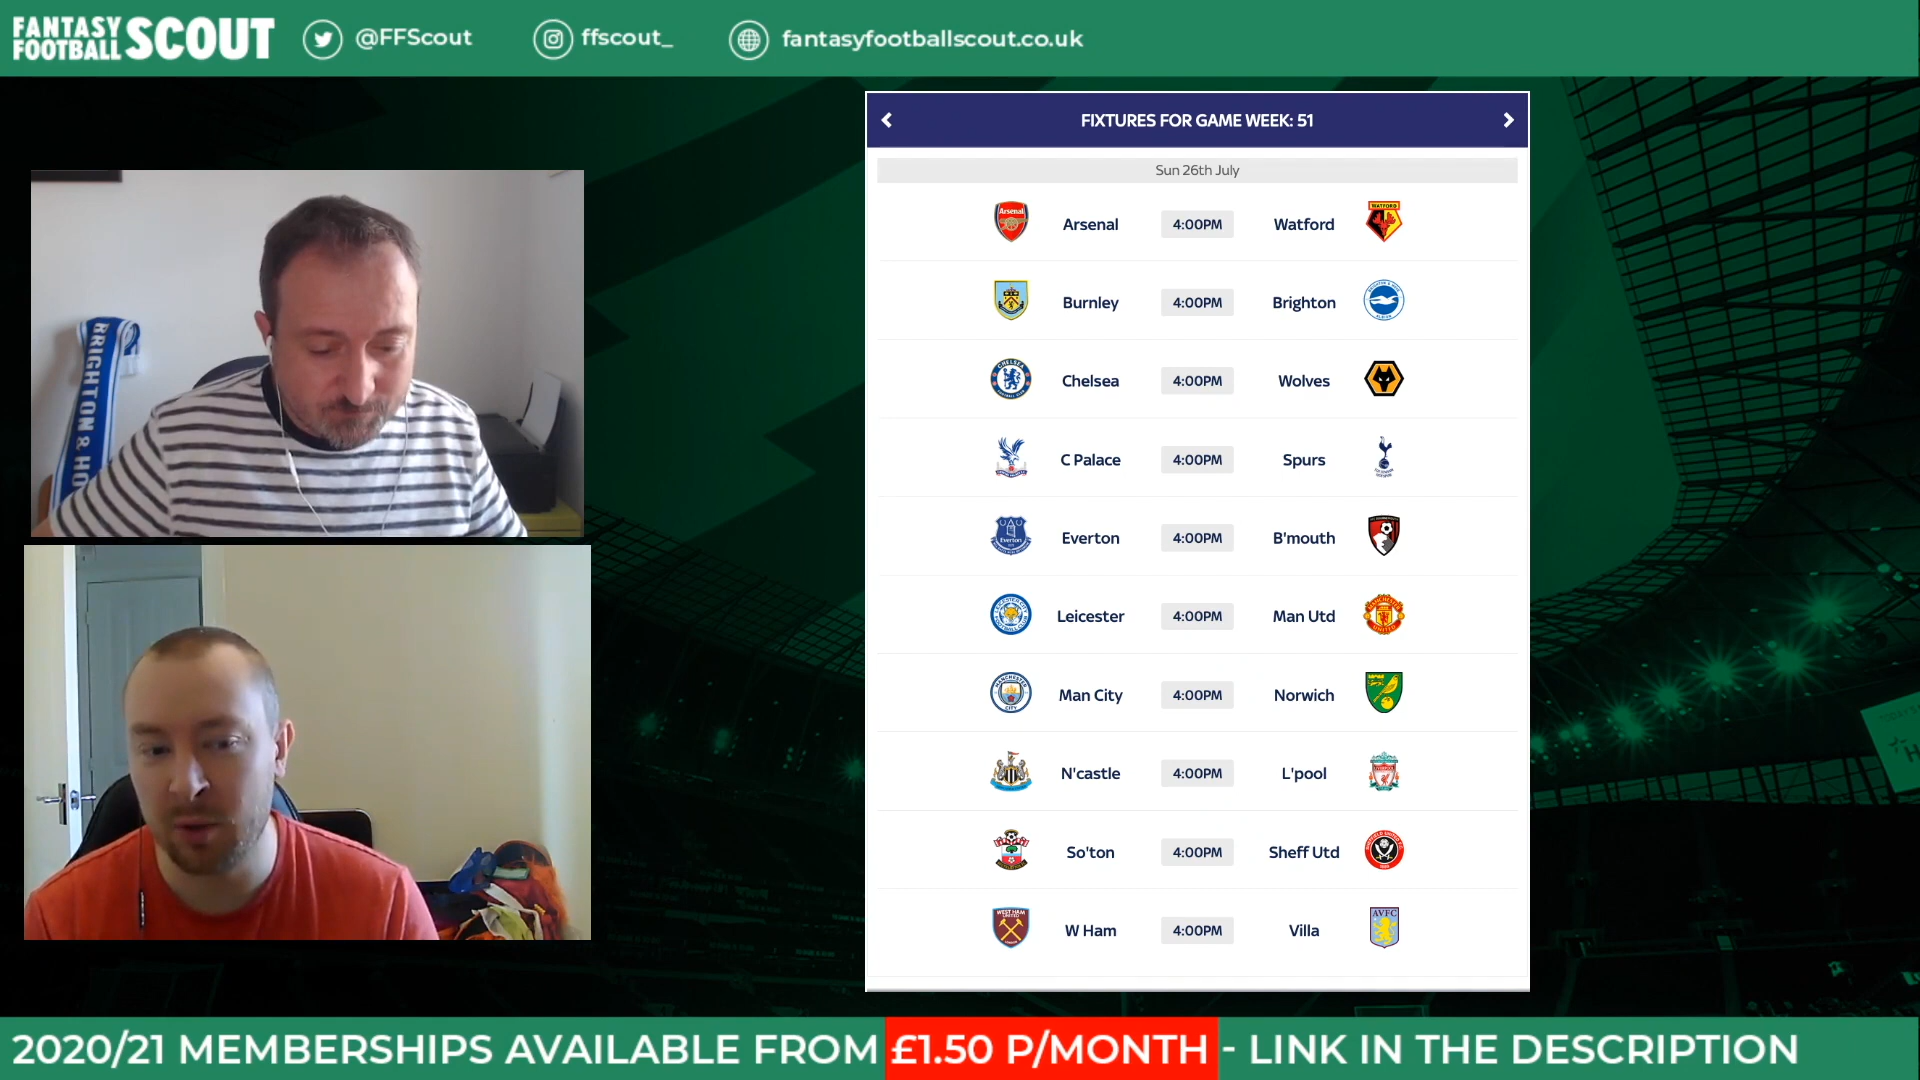 FANTASY
FOOTBALL SCOUT
@FFScout
ffscout_
fantasyfootballscout.co.uk
FIXTURES FOR GAME WEEK: 51
Sun 26th July
Arsenal 4:00PM Watford
Burnley 4:00PM Brighton
Chelsea 4:00PM Wolves
C Palace 4:00PM Spurs
Everton 4:00PM B'mouth
Leicester 4:00PM Man Utd
Man City 4:00PM Norwich
N'castle 4:00PM L'pool
So'ton 4:00PM Sheff Utd
W Ham 4:00PM Villa
BRIGHTON & HO
2020/21 MEMBERSHIPS AVAILABLE FROM £1.50 P/MONTH - LINK IN THE DESCRIPTION